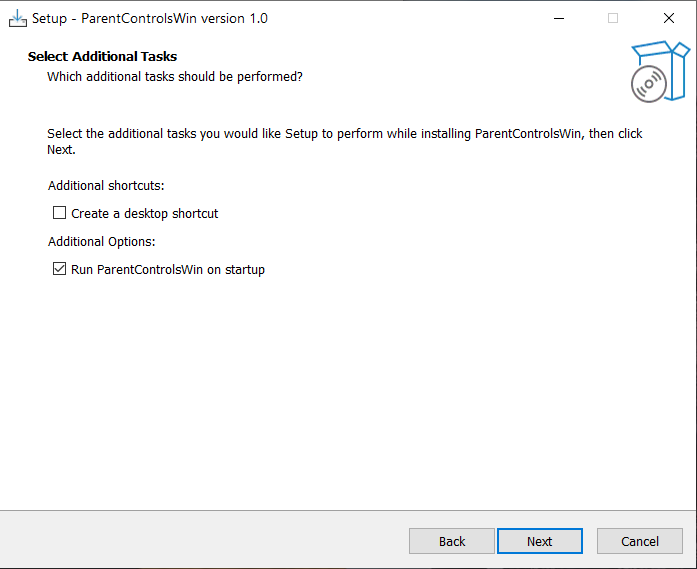 Setup - ParentControlsWin version 1.0
Select Additional Tasks
Which additional tasks should be performed?
Select the additional tasks you would like Setup to perform while installing ParentControlsWin, then click
Next.
Additional shortcuts:
Create a desktop shortcut
Additional Options:
Run ParentControlsWin on startup
Back
Next
Cancel